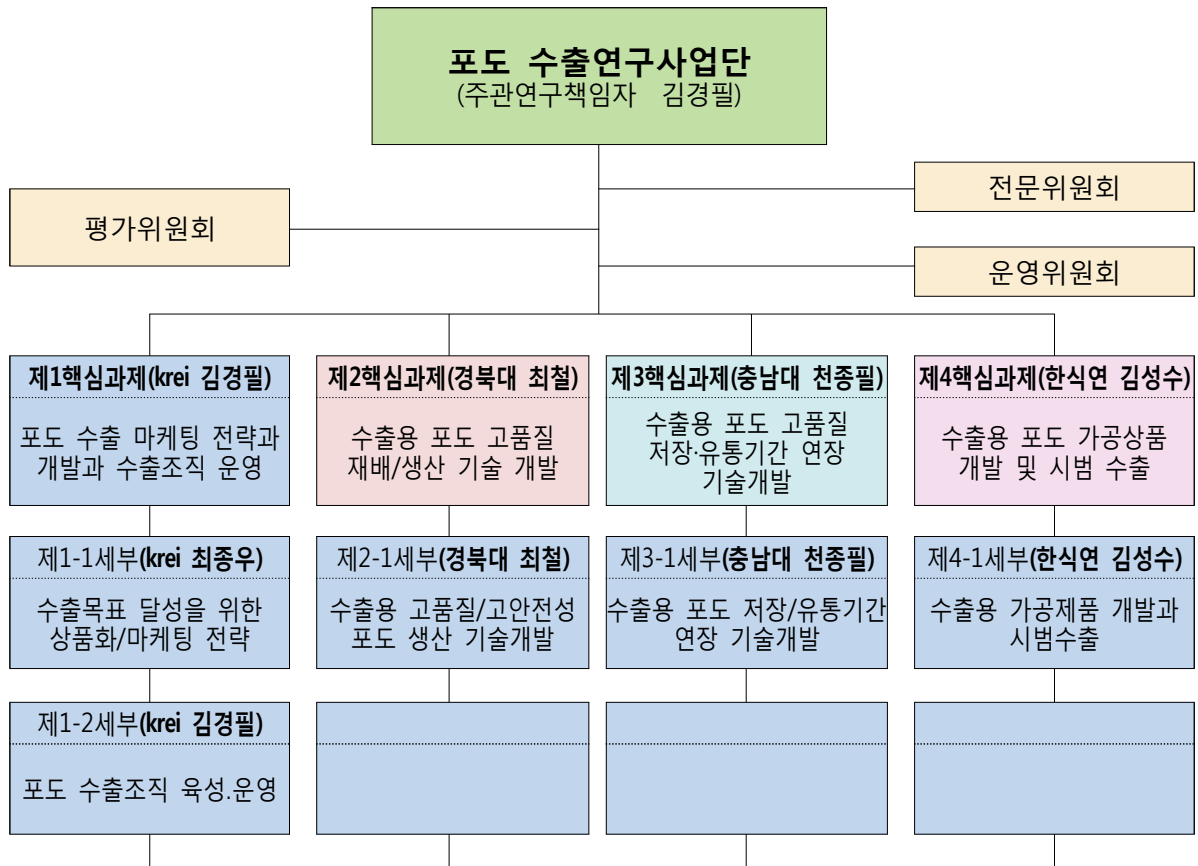 포도 수출연구사업단
(주관연구책임자 김경필)
전문위원회
평가위원회
운영위원회
제1핵심과제(krei 김경필)
포도 수출 마케팅 전략과
개발과 수출조직 운영
제2핵심과제(경북대 최철)
수출용 포도 고품질
재배/생산 기술 개발
제3핵심과제(충남대 천종필)
수출용 포도 고품질
저장·유통기간 연장
기술개발
제4핵심과제(한식연 김성수)
수출용 포도 가공상품
개발 및 시범 수출
제1-1세부(krei 최종우)
수출목표 달성을 위한
상품화/마케팅 전략
제2-1세부(경북대 최철)
수출용 고품질/고안전성
포도 생산 기술개발
제3-1세부(충남대 천종필)
수출용 포도 저장/유통기간
연장 기술개발
제4-1세부(한식연 김성수)
수출용 가공제품 개발과
시범수출
제1-2세부(krei 김경필)
포도 수출조직 육성.운영